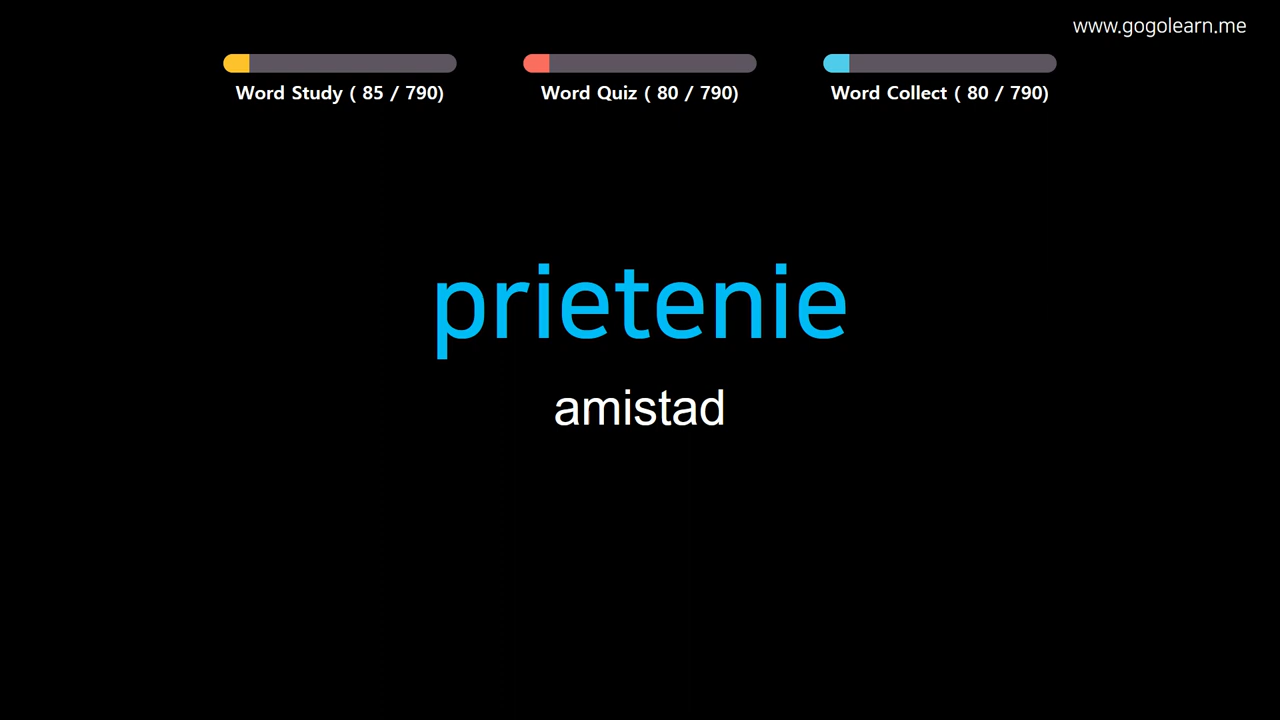 www.gogolearn.me
Word Study ( 85 / 790)
Word Quiz ( 80 / 790)
Word Collect ( 80 / 790)
prietenie
amistad